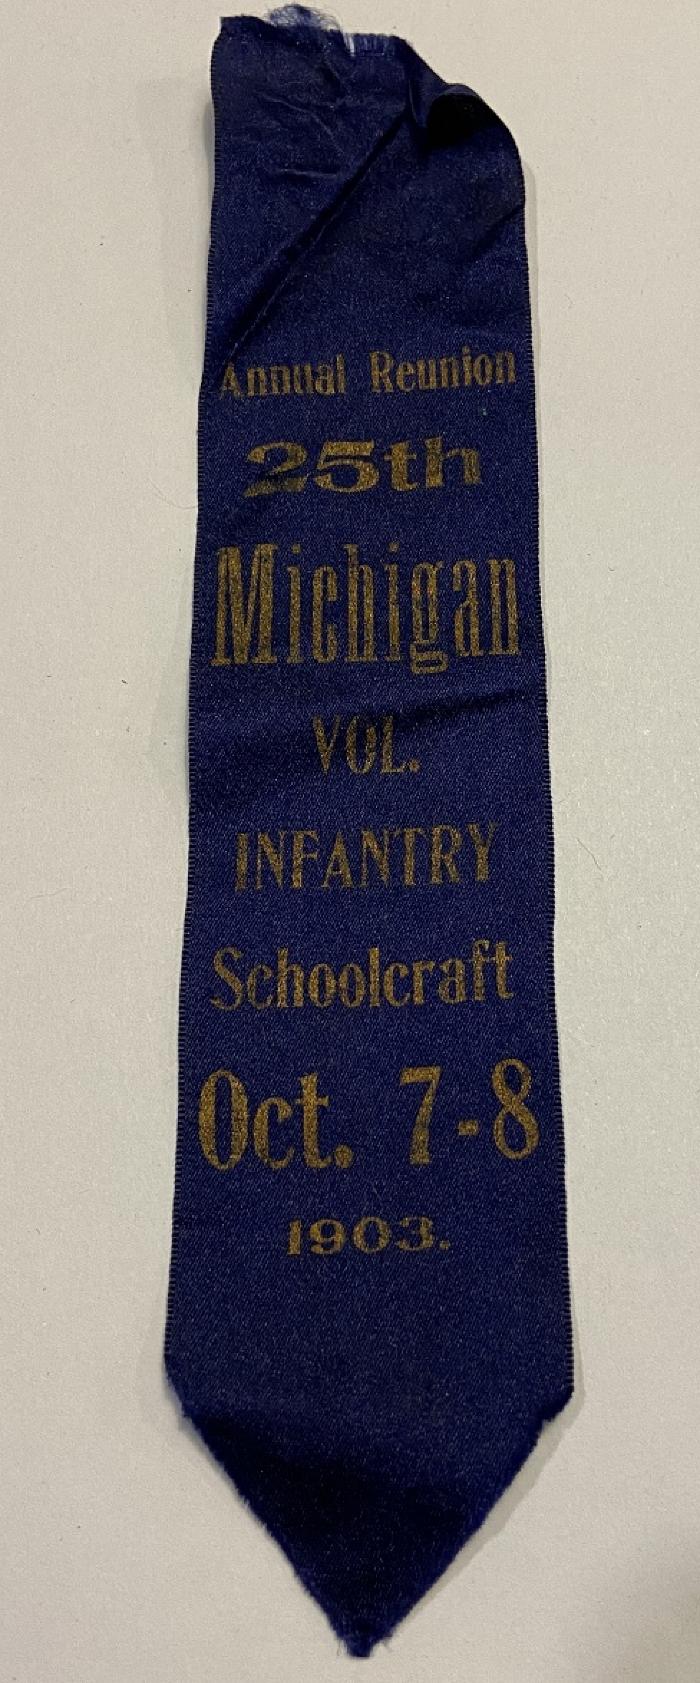 Annual Reunion
25th
Michigan
VOL.
INFANTRY
Schoolcraft
Oct. 7-8
1903.